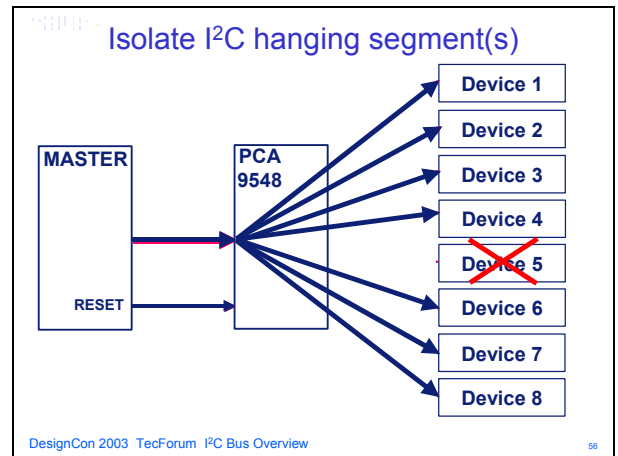 Isolate I²C hanging segment(s)
MASTER
RESET
PCA
9548
Device 1
Device 2
Device 3
Device 4
Device 5
Device 6
Device 7
Device 8
DesignCon 2003 TecForum I²C Bus Overview
56